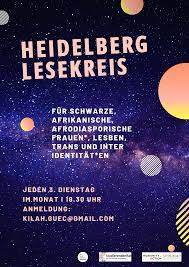 HEIDELBERG
LESEKREIS
FÜR SCHWARZE,
AFRIKANISCHE,
AFRODIASPORISCHE
FRAUEN*, LESBEN,
TRANS UND INTER
IDENTITÄT*EN
JEDEN 3. DIENSTAG
IM MONAT | 18.30 UHR
ANMELDUNG:
KILAH.GUEC@GMAIL.COM